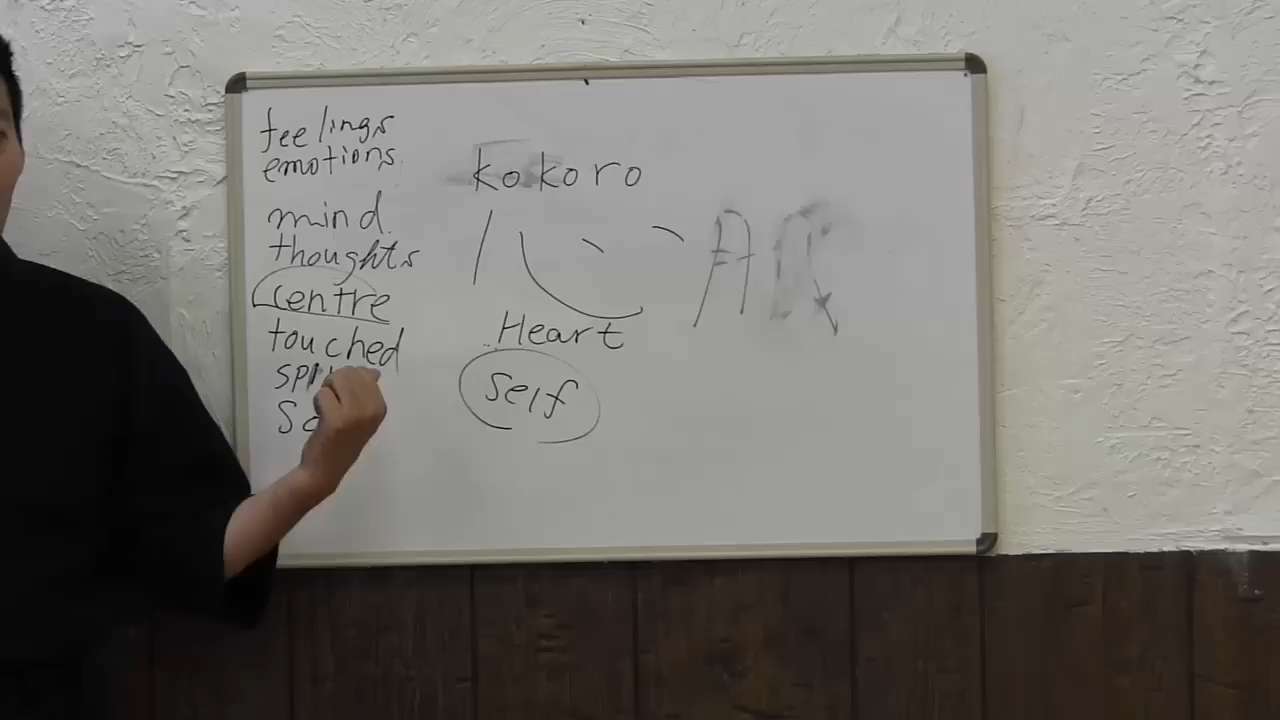 feelings
emotions
mind
thoughts
centre
touched
kokoro
心
Heart
self